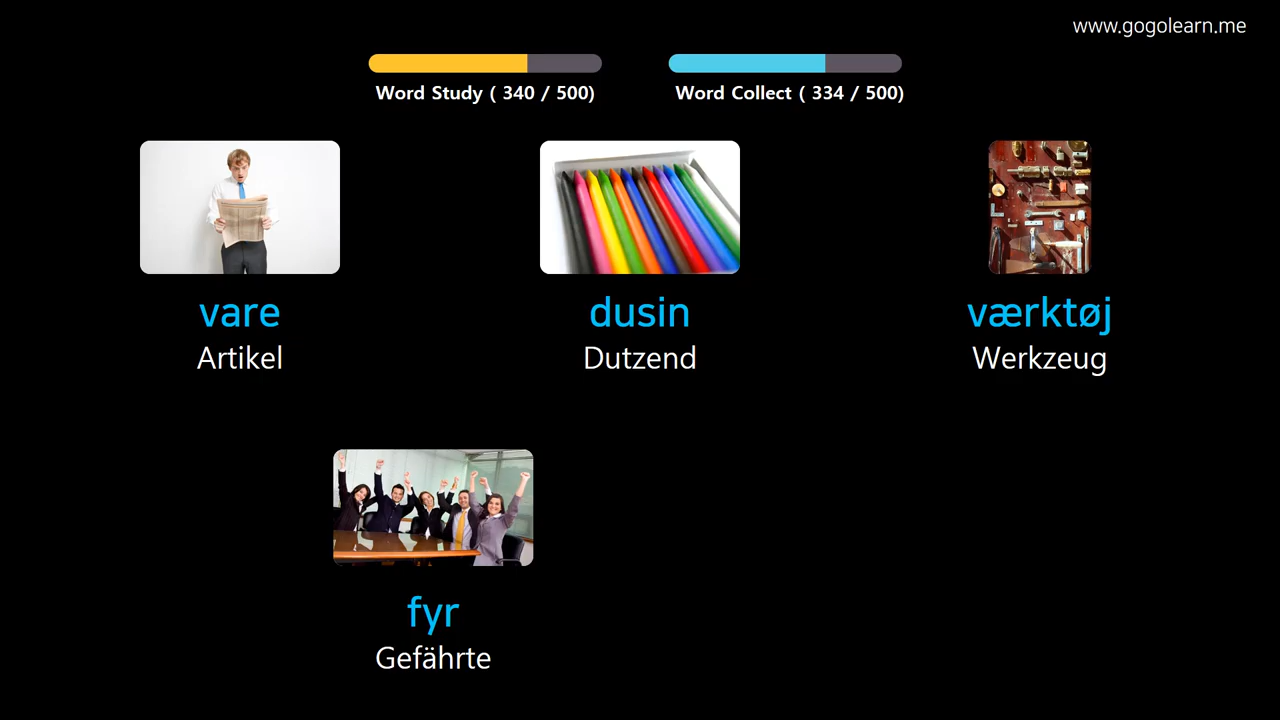 www.gogolearn.me
Word Study ( 340 / 500)
Word Collect ( 334 / 500)
vare
Artikel
dusin
Dutzend
værktøj
Werkzeug
fyr
Gefährte